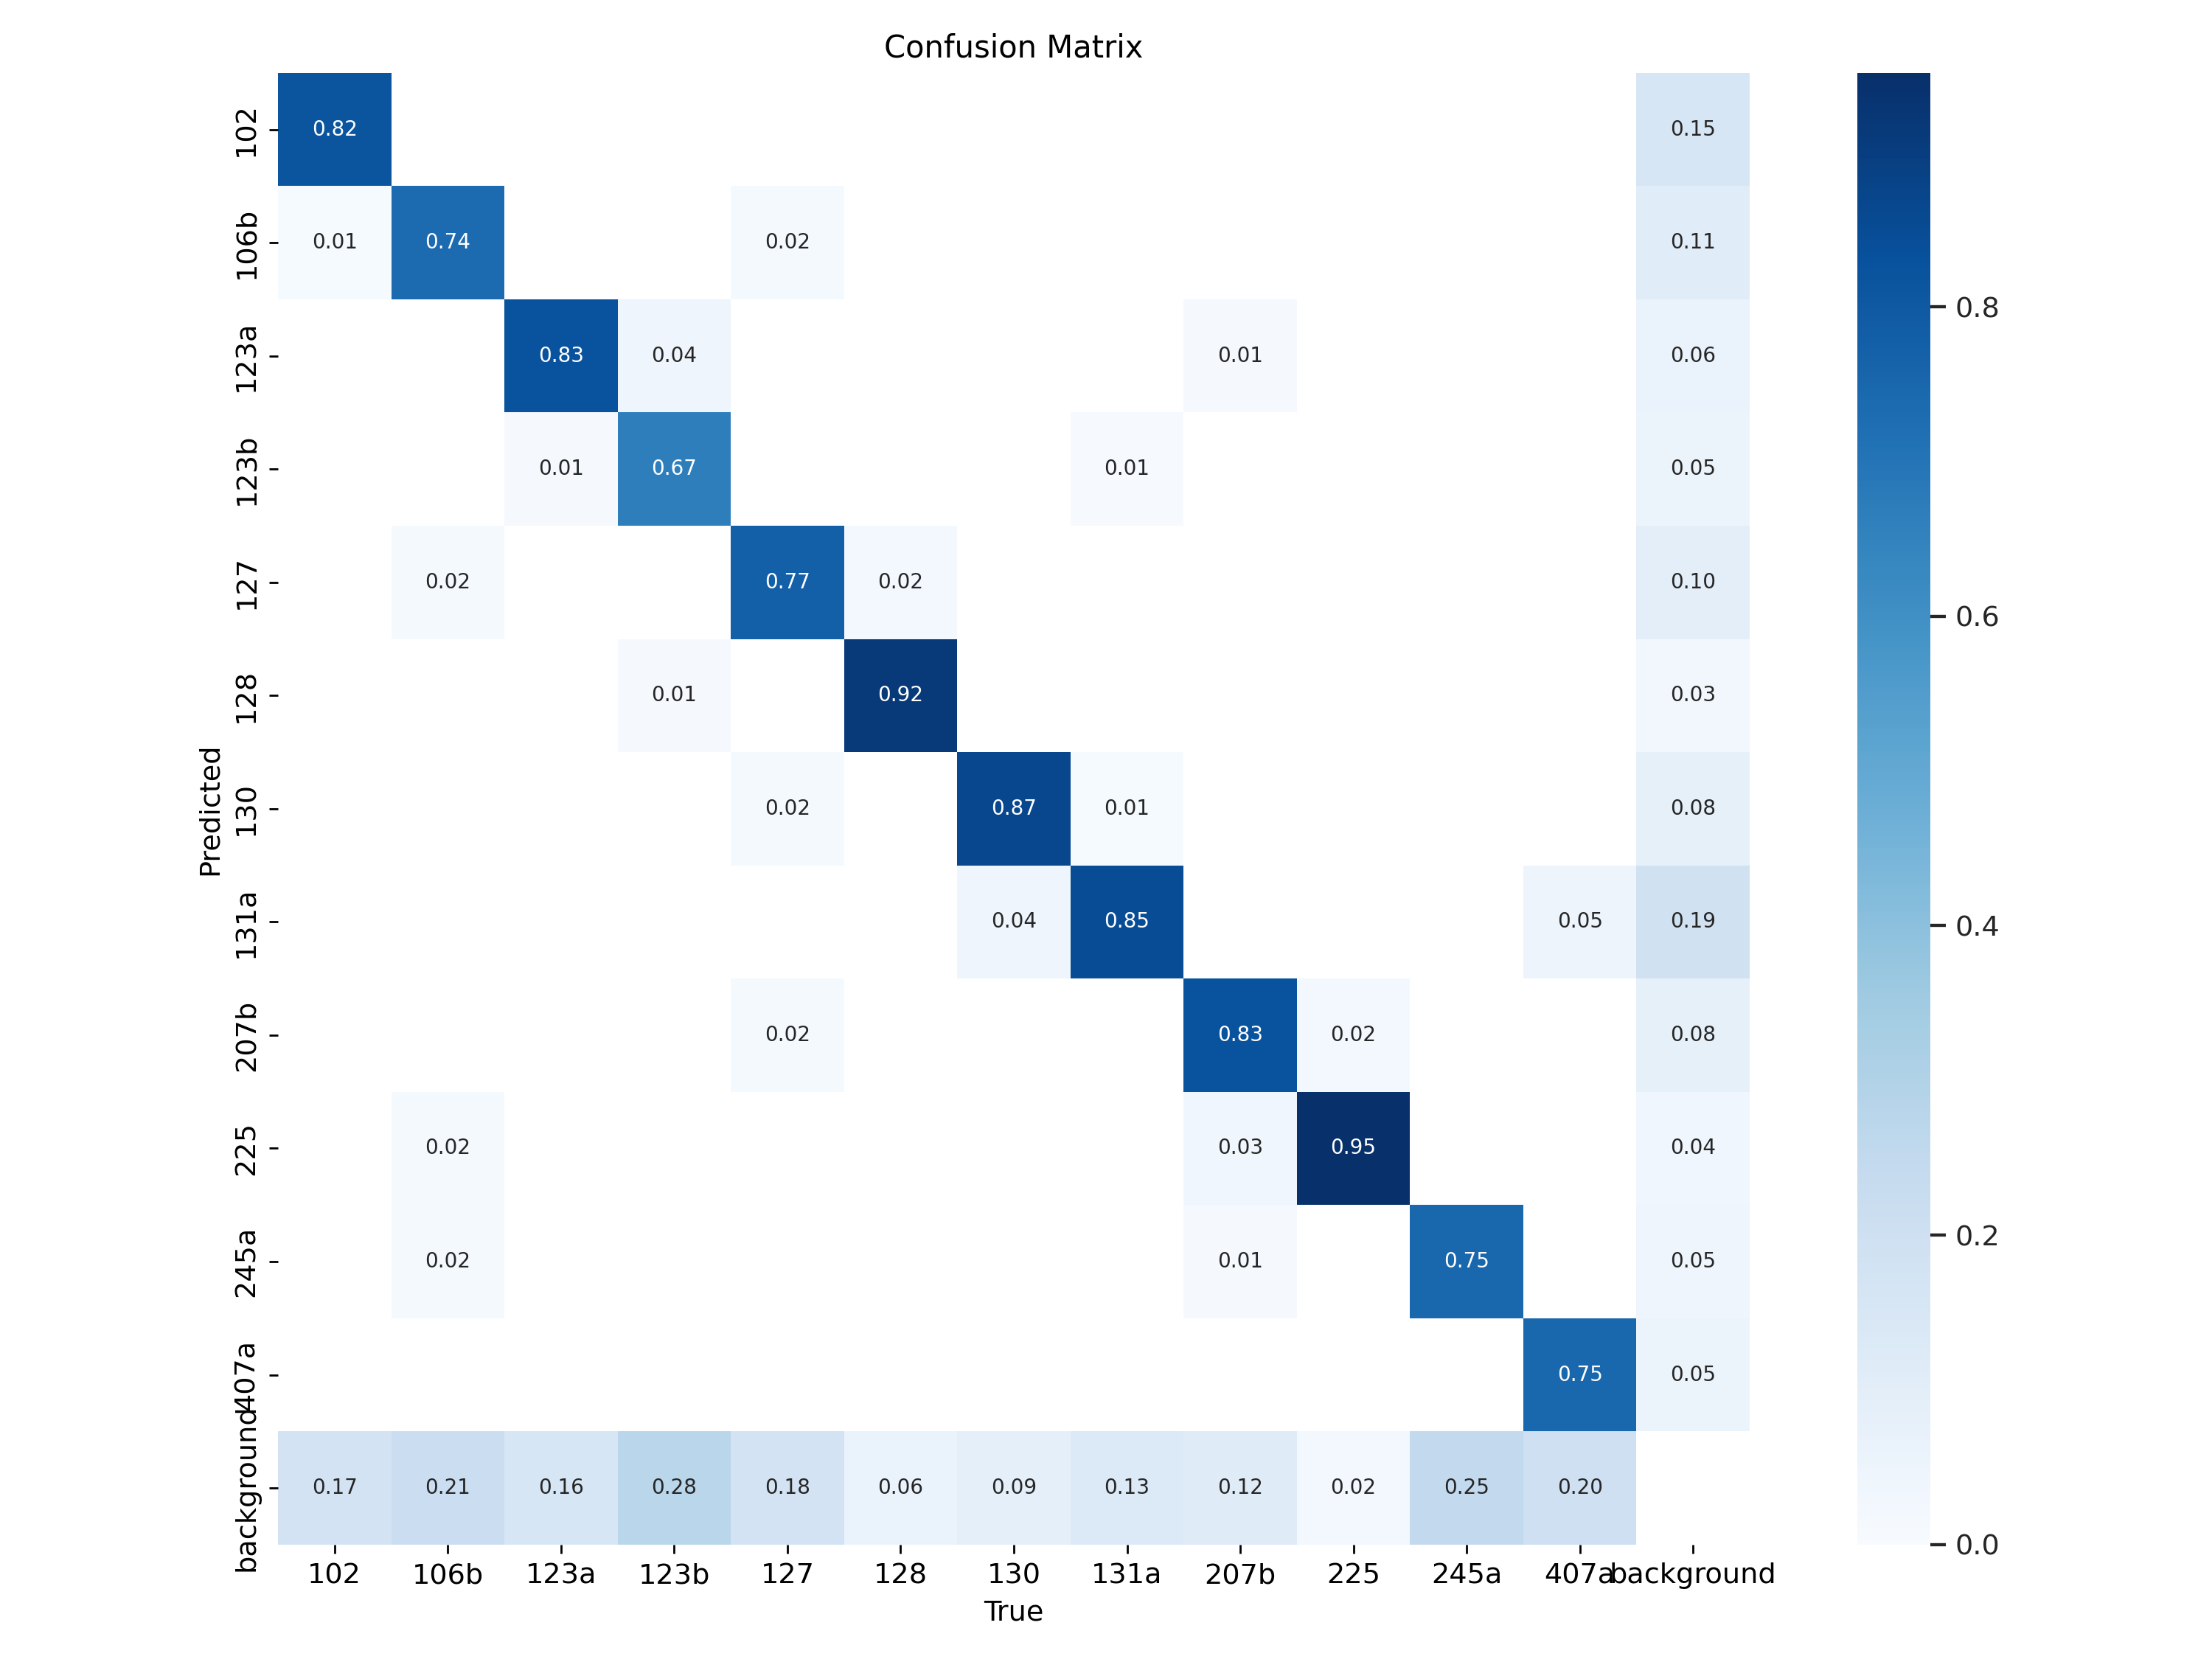 Confusion Matrix
102 0.82 0.15
106b 0.01 0.74 0.02 0.11
123a 0.83 0.04 0.01 0.06
123b 0.01 0.67 0.01 0.05
127 0.02 0.77 0.02 0.10
128 0.01 0.92 0.03
130 0.02 0.87 0.01 0.08
131a 0.04 0.85 0.05 0.19
207b 0.02 0.83 0.02 0.08
225 0.02 0.03 0.95 0.04
245a 0.02 0.01 0.75 0.05
407a 0.75 0.05
background 0.17 0.21 0.16 0.28 0.18 0.06 0.09 0.13 0.12 0.02 0.25 0.20
102 106b 123a 123b 127 128 130 131a 207b 225 245a 407a background
True
Predicted
0.8
0.6
0.4
0.2
0.0